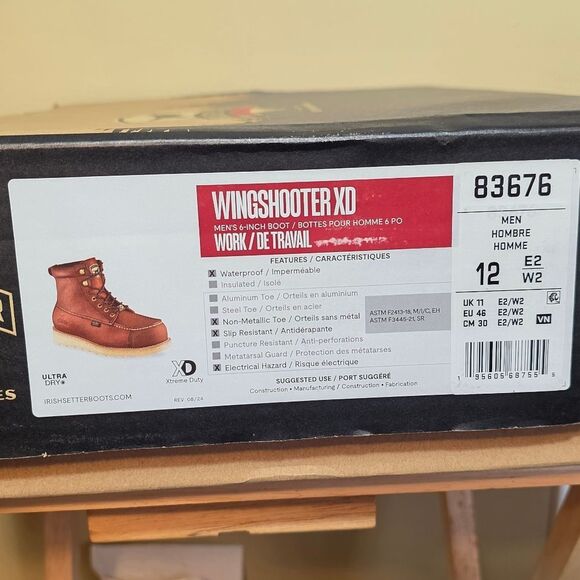 WINGSHOOTER XD
MEN'S 6-INCH BOOT / BOTTES POUR HOMME 6 PO
WORK / DE TRAVAIL
FEATURES / CARACTÉRISTIQUES
X Waterproof / Imperméable
Insulated / Isolé
Aluminum Toe / Orteils en aluminium
Steel Toe / Orteils en acier
X Non-Metallic Toe / Orteils sans métal
X Slip Resistant / Antidérapante
Puncture Resistant / Anti-perforations
Metatarsal Guard / Protection des métatarses
X Electrical Hazard / Risque électrique
ASTM F2413-18, M/I/C, EH
ASTM F3445-21, SR
SUGGESTED USE / PORT SUGGÉRÉ
Construction • Manufacturing / Construction • Fabrication
ULTRA
DRY
XD
Xtreme Duty
IRISHSETTERBOOTS.COM
REV. 08/24
83676
MEN
HOMBRE
HOMME
12 E2
W2
UK 11 E2/W2
EU 46 E2/W2
CM 30 E2/W2
VN
1 95605 68755 5
R
ES